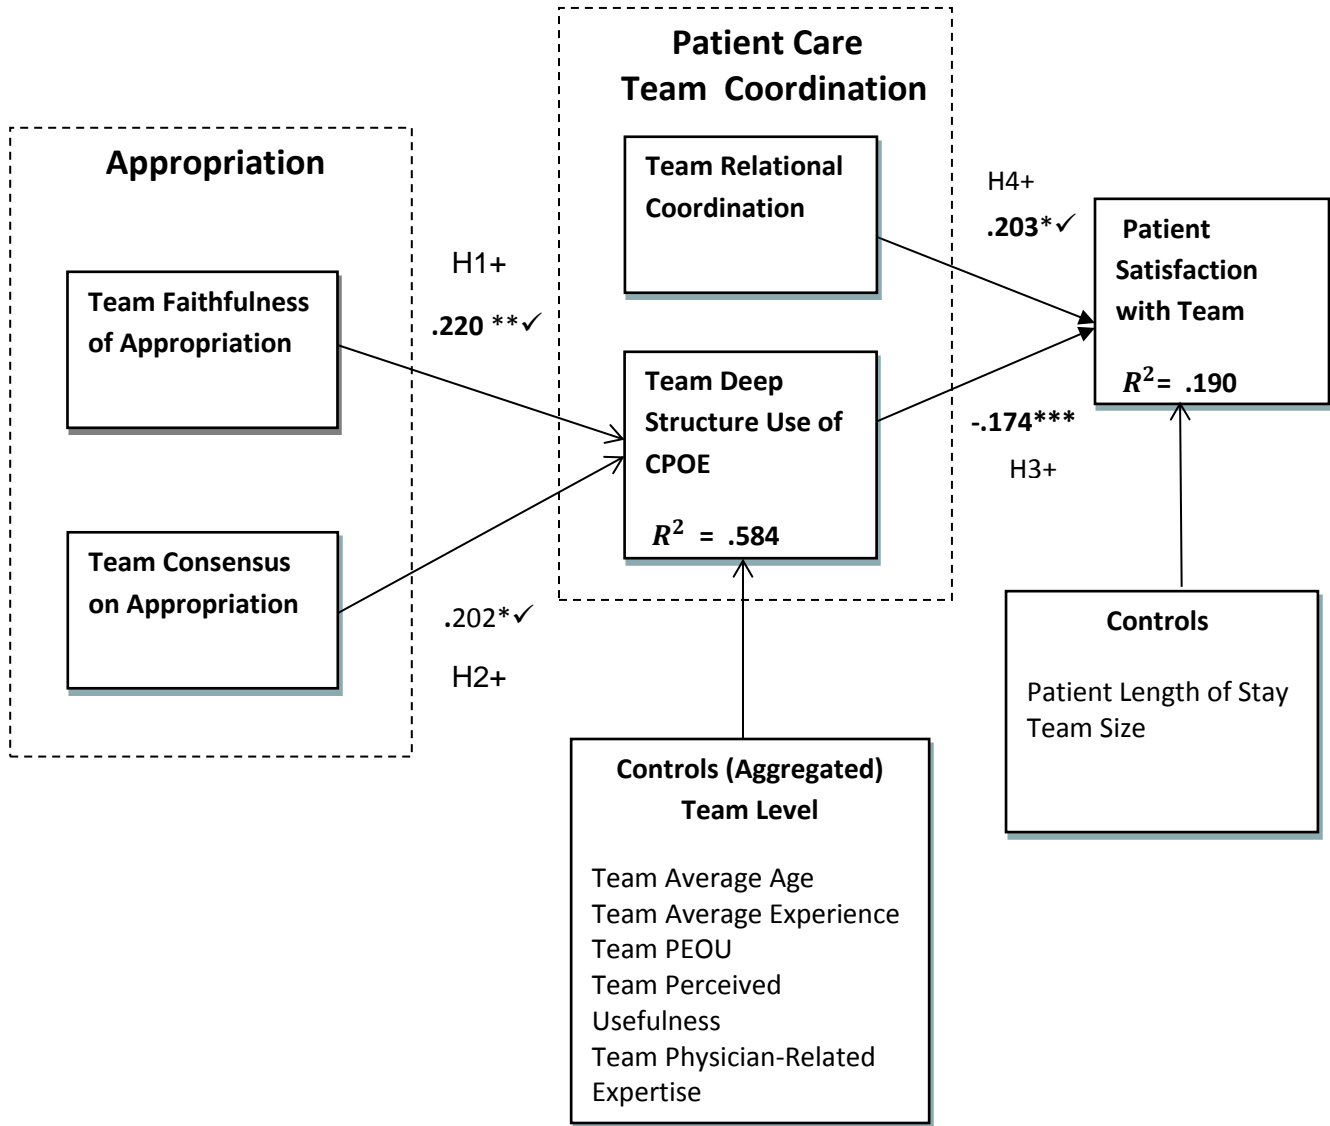 Patient Care
Team Coordination
Appropriation
Team Faithfulness
of Appropriation
Team Consensus
on Appropriation
H1+
.220 **✓
.202*✓
H2+
Team Relational
Coordination
Team Deep
Structure Use of
CPOE
R² = .584
H4+
.203*✓
-.174***
H3+
Patient
Satisfaction
with Team
R²= .190
Controls
Patient Length of Stay
Team Size
Controls (Aggregated)
Team Level
Team Average Age
Team Average Experience
Team PEOU
Team Perceived
Usefulness
Team Physician-Related
Expertise